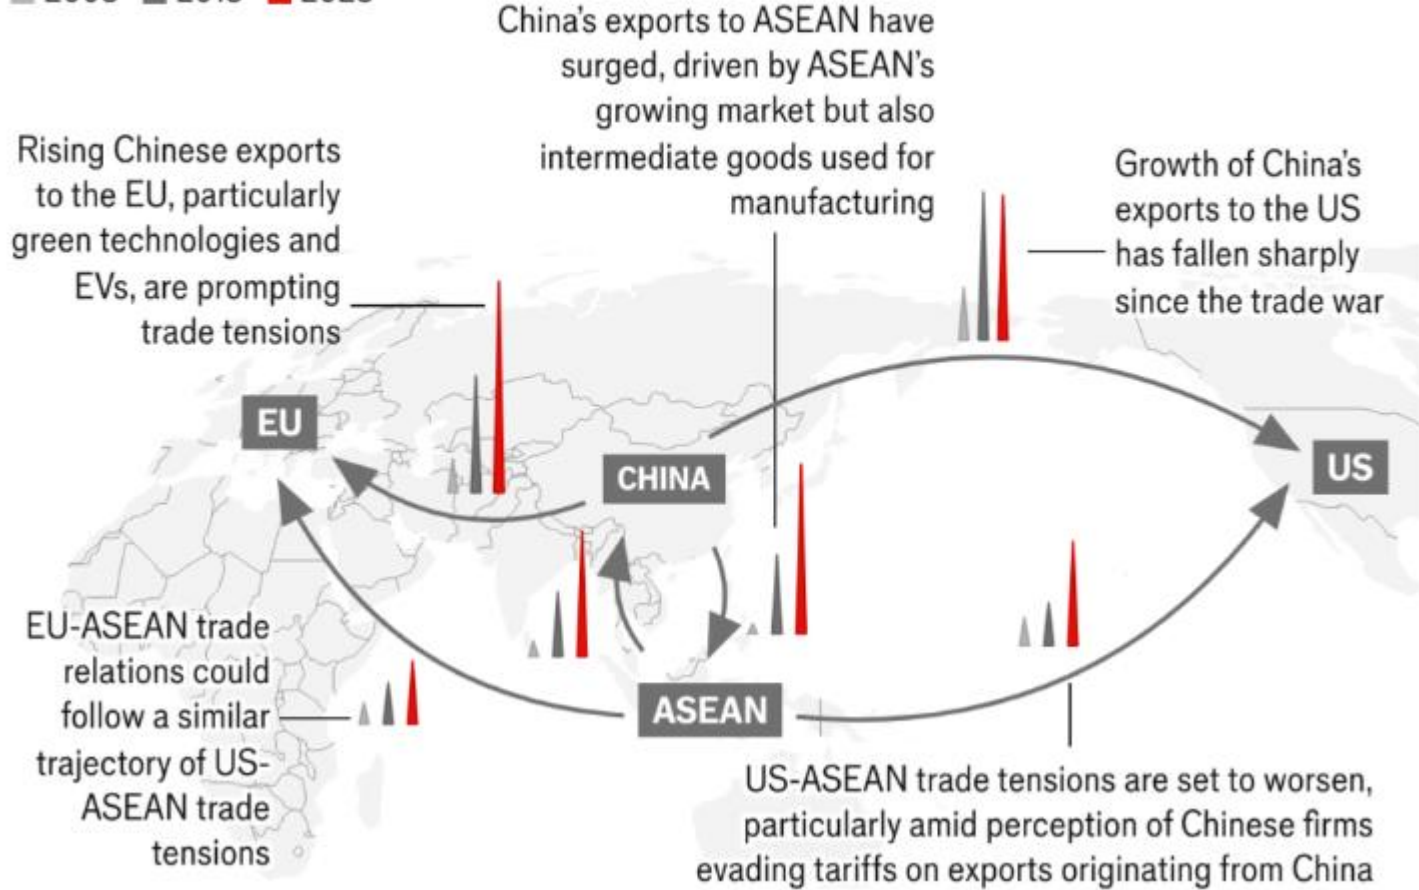 China's exports to ASEAN have
surged, driven by ASEAN's
growing market but also
intermediate goods used for
manufacturing
Rising Chinese exports
to the EU, particularly
green technologies and
EVs, are prompting
trade tensions
Growth of China's
exports to the US
has fallen sharply
since the trade war
EU
CHINA
US
ASEAN
EU-ASEAN trade
relations could
follow a similar
trajectory of US-
ASEAN trade
tensions
US-ASEAN trade tensions are set to worsen,
particularly amid perception of Chinese firms
evading tariffs on exports originating from China